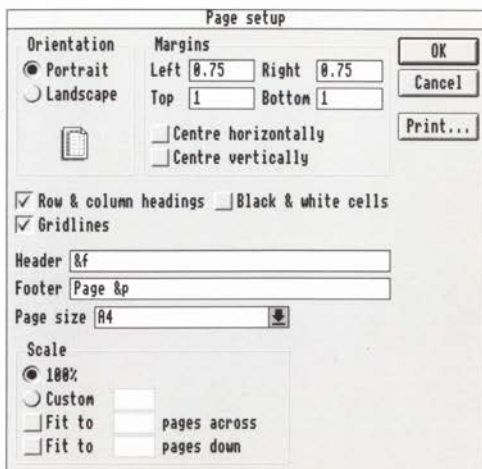 Page setup
Orientation
Portrait
Landscape
Margins
Left 0.75 Right 0.75
Top 1 Bottom 1
Centre horizontally
Centre vertically
OK
Cancel
Print...
Row & column headings Black & white cells
Gridlines
Header &f
Footer Page &p
Page size A4
Scale
100%
Custom
Fit to pages across
Fit to pages down